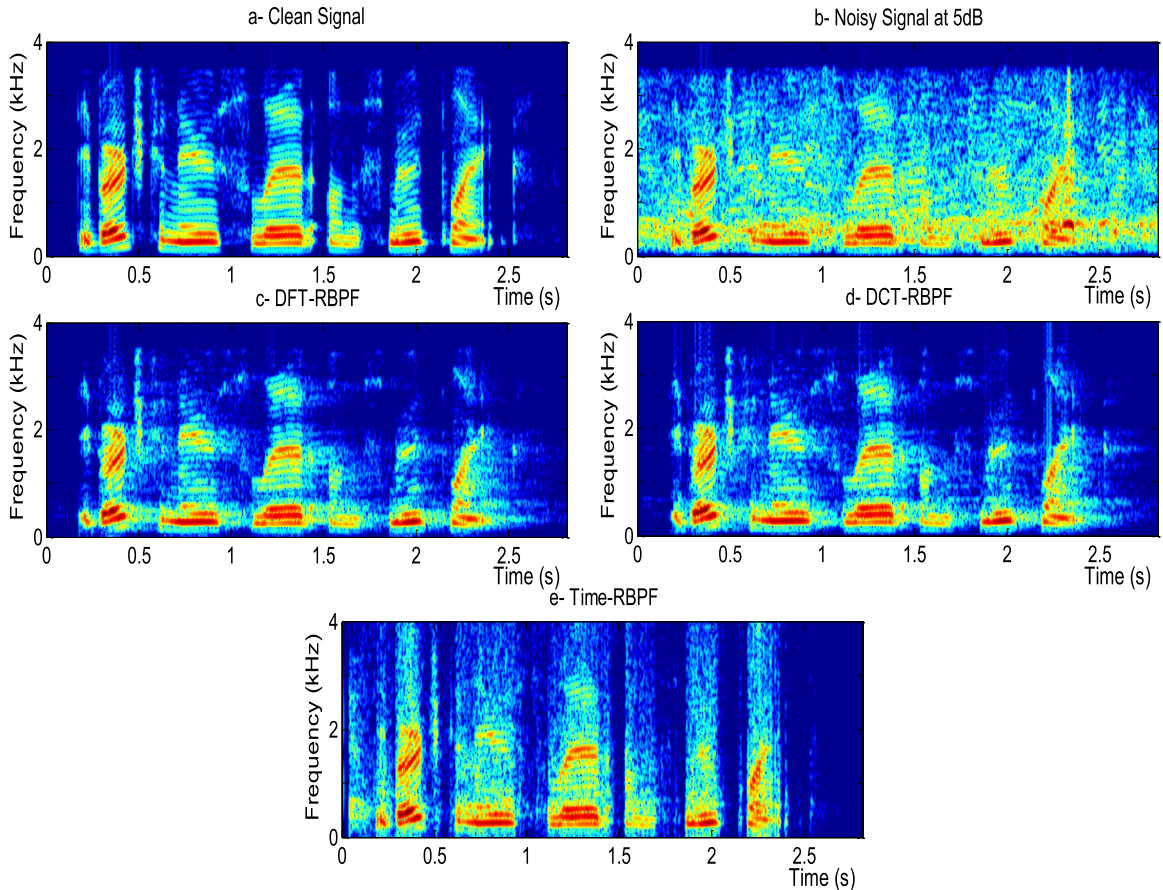 a- Clean Signal
b- Noisy Signal at 5dB
Frequency (kHz)
4
2
0
0 0.5 1 1.5 2 2.5
Time (s)
Frequency (kHz)
4
2
0
0 0.5 1 1.5 2 2.5
Time (s)
c- DFT-RBPF
d- DCT-RBPF
Frequency (kHz)
4
2
0
0 0.5 1 1.5 2 2.5
Time (s)
Frequency (kHz)
4
2
0
0 0.5 1 1.5 2 2.5
Time (s)
e- Time-RBPF
Frequency (kHz)
4
2
0
0 0.5 1 1.5 2 2.5
Time (s)